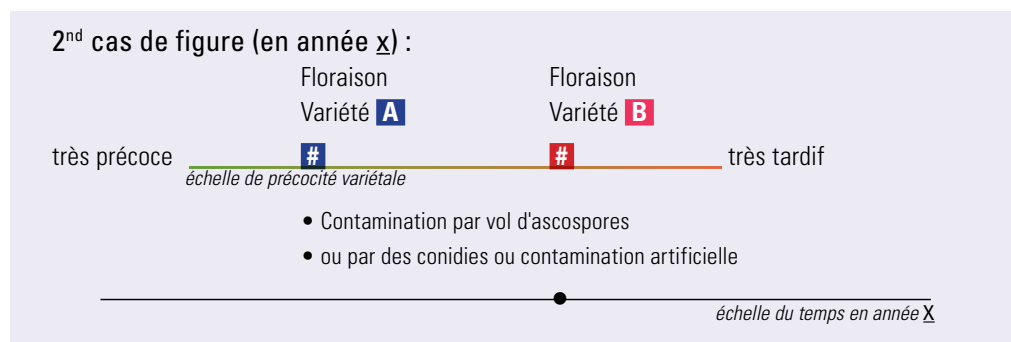 2nd cas de figure (en année x) :
Floraison Floraison
Variété A Variété B
très précoce # # très tardif
échelle de précocité variétale
• Contamination par vol d'ascospores
• ou par des conidies ou contamination artificielle
échelle du temps en année X